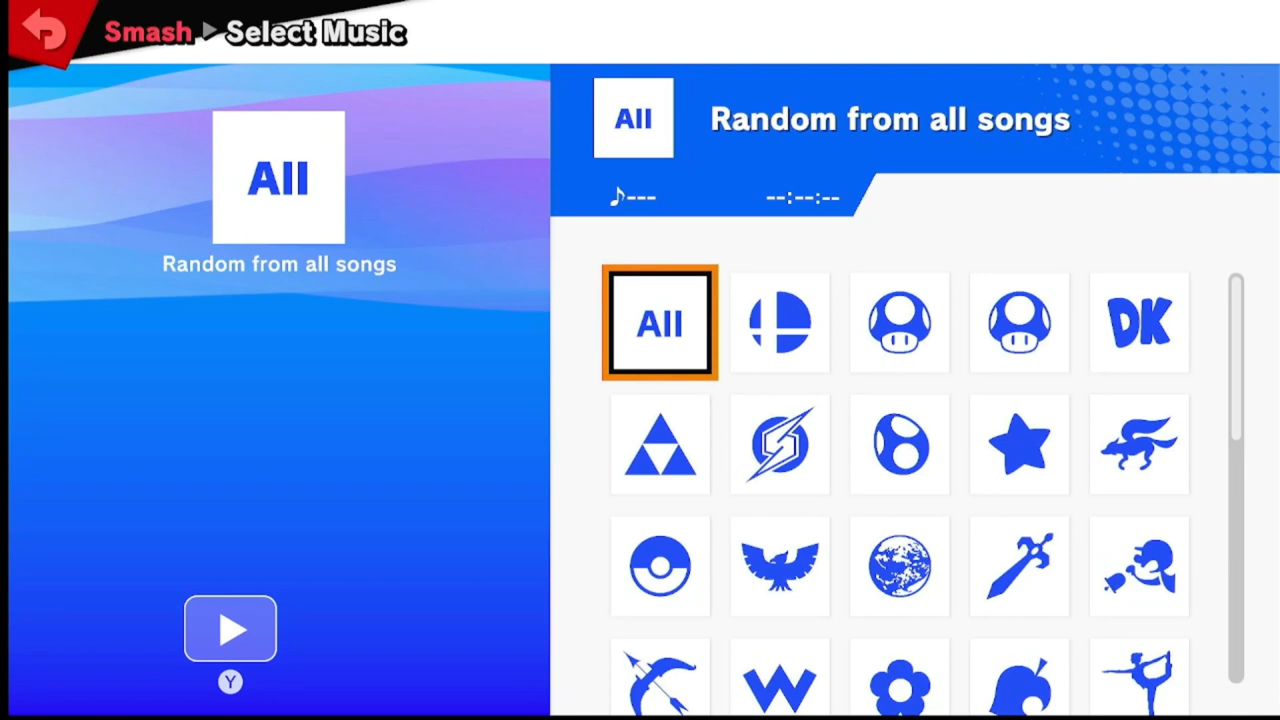 Smash ▶ Select Music
All
Random from all songs
Y
All
Random from all songs
♪---
--:--:--
All
DK
W